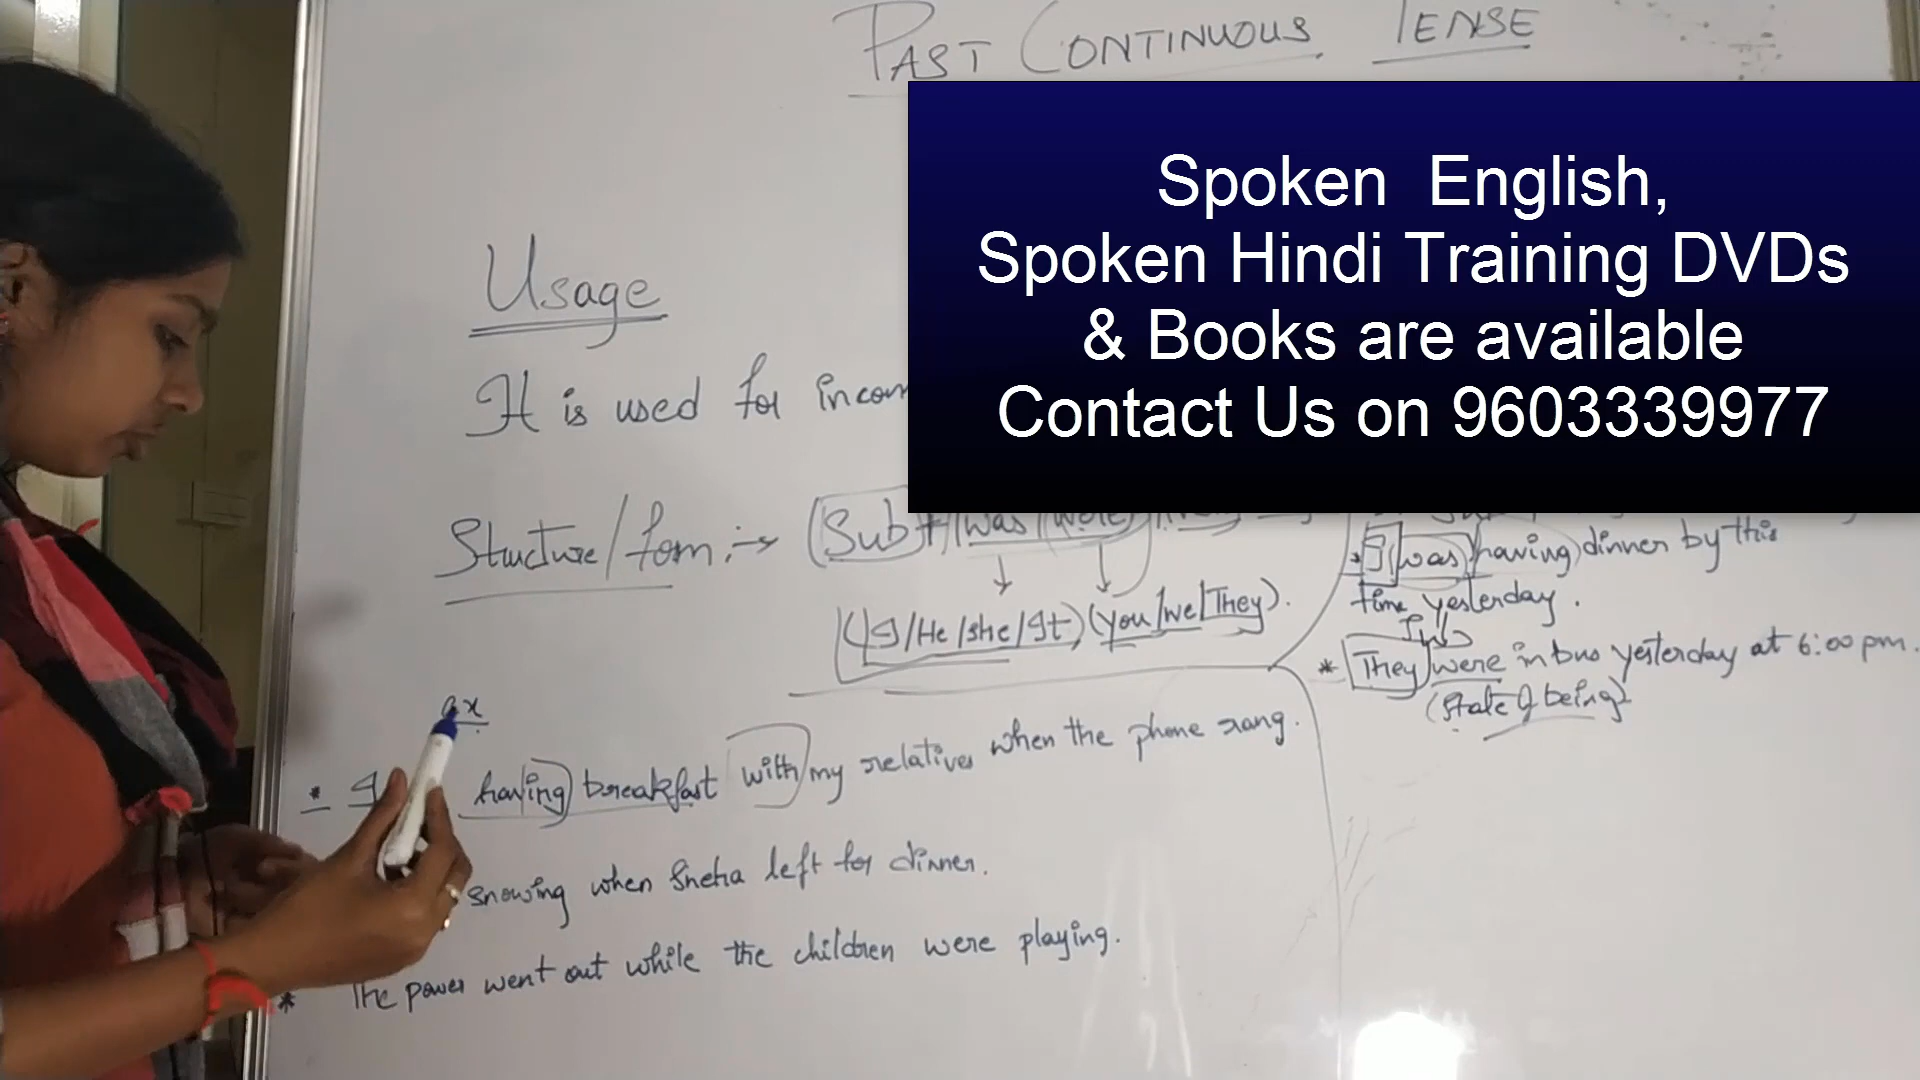 PAST CONTINUOUS TENSE
Spoken English,
Spoken Hindi Training DVDs
& Books are available
Contact Us on 9603339977
Usage
It is used for incom
Structure/form :→ (Sub + (was/were)
(I/He/she/It) (you/we/They).
* I was having dinner by this
time yesterday.
* They were in bus yesterday at 6:00 pm.
(State of being)
ex
* I having breakfast with my relatives when the phone rang.
snowing when Sneha left for dinner.
* The power went out while the children were playing.